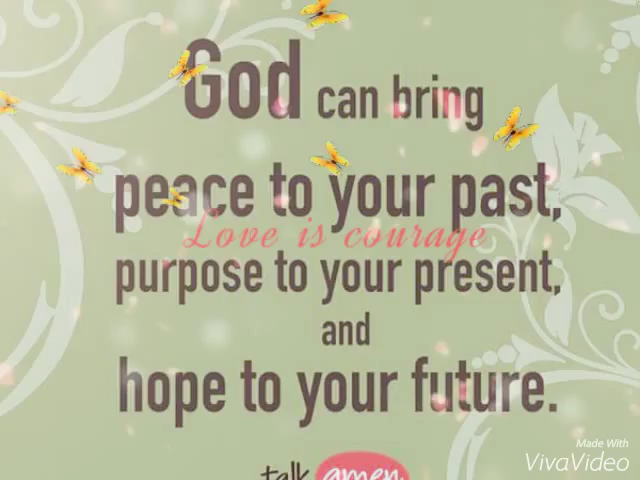 God can bring
peace to your past,
Love is courage
purpose to your present,
and
hope to your future.
talk amen
Made With
VivaVideo